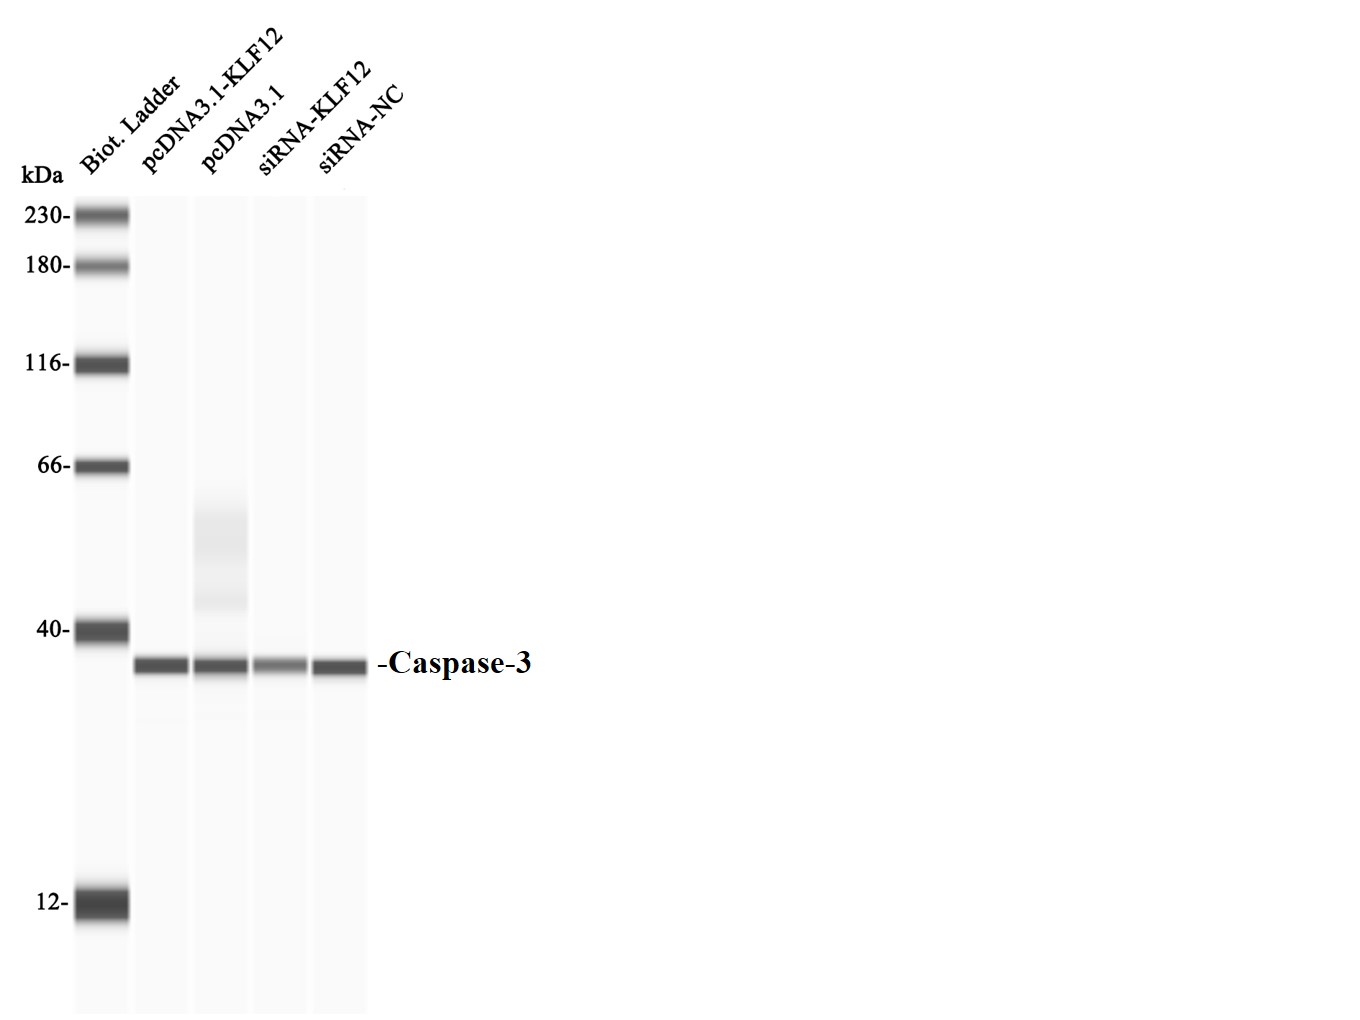 Biot. Ladder
pcDNA3.1-KLF12
pcDNA3.1
siRNA-KLF12
siRNA-NC
kDa
230-
180-
116-
66-
40-
-Caspase-3
12-